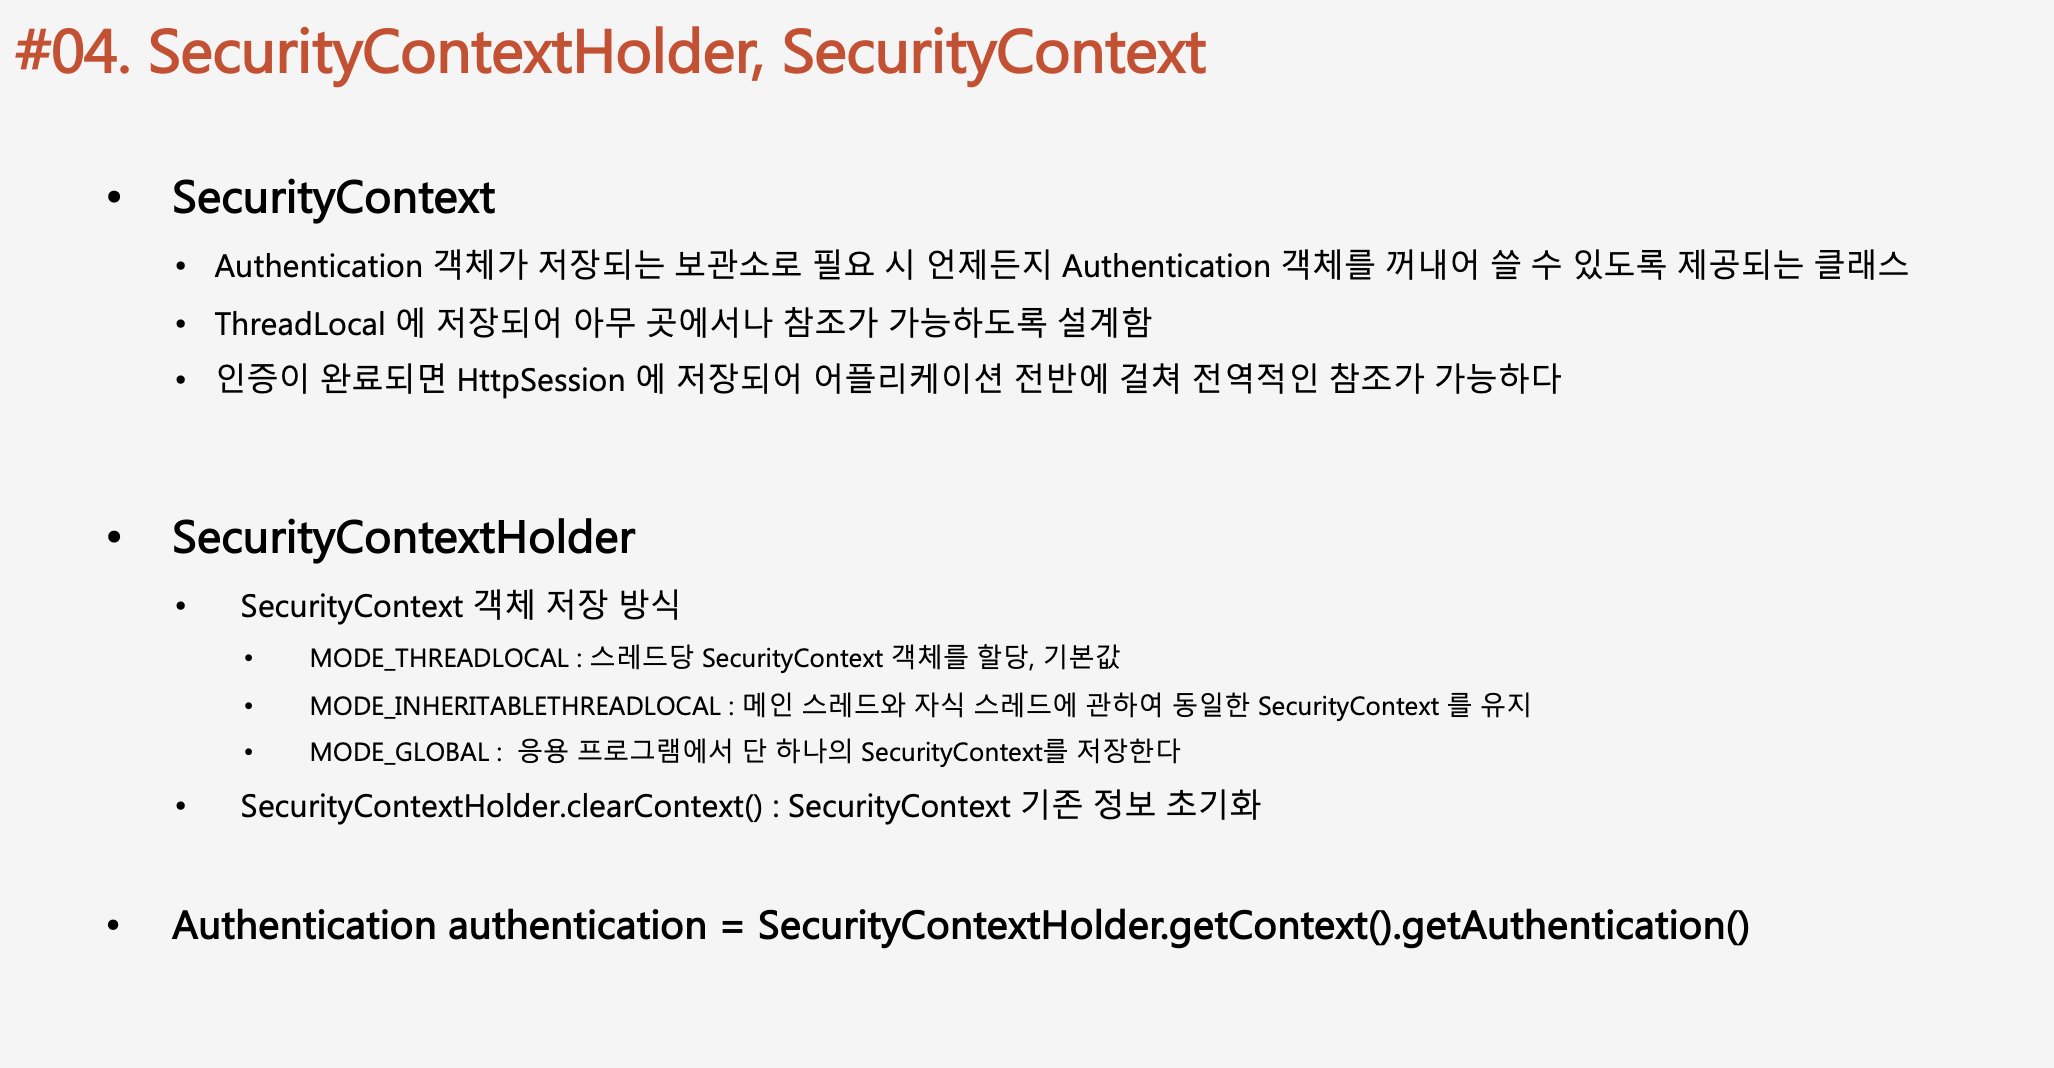 #04. SecurityContextHolder, SecurityContext
• SecurityContext
• Authentication 객체가 저장되는 보관소로 필요 시 언제든지 Authentication 객체를 꺼내어 쓸 수 있도록 제공되는 클래스
• ThreadLocal 에 저장되어 아무 곳에서나 참조가 가능하도록 설계함
• 인증이 완료되면 HttpSession 에 저장되어 어플리케이션 전반에 걸쳐 전역적인 참조가 가능하다
• SecurityContextHolder
• SecurityContext 객체 저장 방식
• MODE_THREADLOCAL : 스레드당 SecurityContext 객체를 할당, 기본값
• MODE_INHERITABLETHREADLOCAL : 메인 스레드와 자식 스레드에 관하여 동일한 SecurityContext 를 유지
• MODE_GLOBAL :  응용 프로그램에서 단 하나의 SecurityContext를 저장한다
• SecurityContextHolder.clearContext() : SecurityContext 기존 정보 초기화
• Authentication authentication = SecurityContextHolder.getContext().getAuthentication()